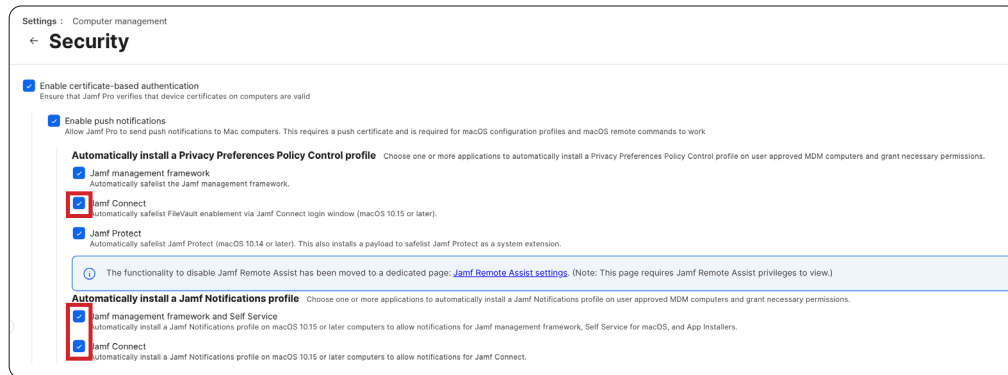 Settings : Computer management
← Security
Enable certificate-based authentication
Ensure that Jamf Pro verifies that device certificates on computers are valid
Enable push notifications
Allow Jamf Pro to send push notifications to Mac computers. This requires a push certificate and is required for macOS configuration profiles and macOS remote commands to work
Automatically install a Privacy Preferences Policy Control profile Choose one or more applications to automatically install a Privacy Preferences Policy Control profile on user approved MDM computers and grant necessary permissions.
Jamf management framework
Automatically safelist the Jamf management framework.
Jamf Connect
Automatically safelist FileVault enablement via Jamf Connect login window (macOS 10.15 or later).
Jamf Protect
Automatically safelist Jamf Protect (macOS 10.14 or later). This also installs a payload to safelist Jamf Protect as a system extension.
The functionality to disable Jamf Remote Assist has been moved to a dedicated page: Jamf Remote Assist settings. (Note: This page requires Jamf Remote Assist privileges to view.)
Automatically install a Jamf Notifications profile Choose one or more applications to automatically install a Jamf Notifications profile on user approved MDM computers and grant necessary permissions.
Jamf management framework and Self Service
Automatically install a Jamf Notifications profile on macOS 10.15 or later computers to allow notifications for Jamf management framework, Self Service for macOS, and App Installers.
Jamf Connect
Automatically install a Jamf Notifications profile on macOS 10.15 or later computers to allow notifications for Jamf Connect.